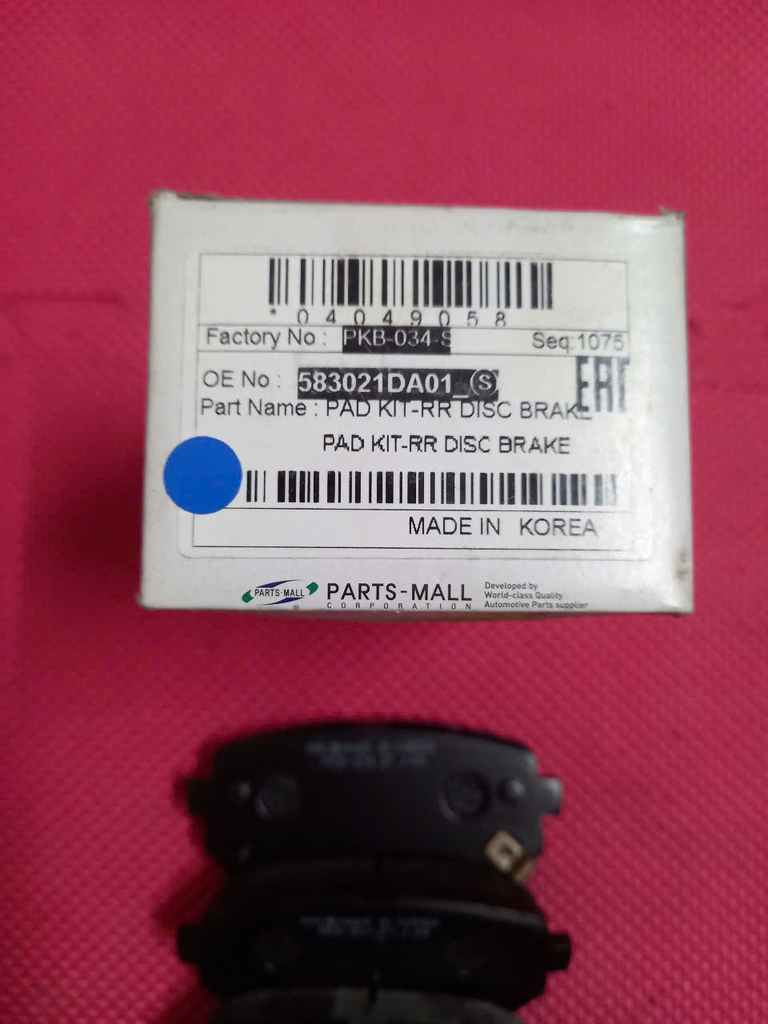 *04049058
Factory No : PKB-034-S Seq:1075
OE No : 583021DA01_(S) EAC
Part Name : PAD KIT-RR DISC BRAKE
PAD KIT-RR DISC BRAKE
MADE IN KOREA
PARTS-MALL PARTS-MALL
CORPORATION
Developed by
World-class Quality
Automotive Parts supplier